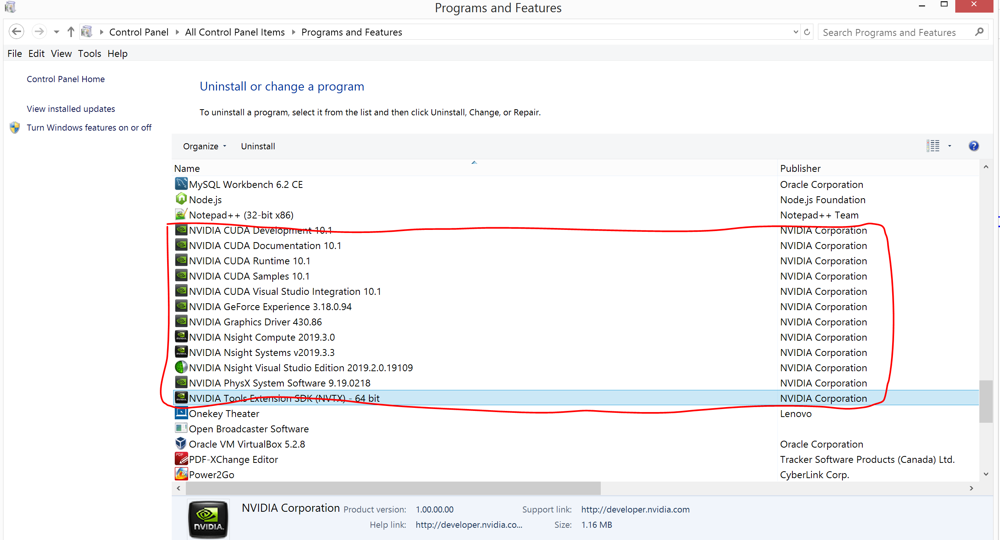 Programs and Features
Control Panel All Control Panel Items Programs and Features
Search Programs and Features
File Edit View Tools Help
Control Panel Home
View installed updates
Turn Windows features on or off
Uninstall or change a program
To uninstall a program, select it from the list and then click Uninstall, Change, or Repair.
Organize Uninstall
Name Publisher
MySQL Workbench 6.2 CE Oracle Corporation
Node.js Node.js Foundation
Notepad++ (32-bit x86) Notepad++ Team
NVIDIA CUDA Development 10.1 NVIDIA Corporation
NVIDIA CUDA Documentation 10.1 NVIDIA Corporation
NVIDIA CUDA Runtime 10.1 NVIDIA Corporation
NVIDIA CUDA Samples 10.1 NVIDIA Corporation
NVIDIA CUDA Visual Studio Integration 10.1 NVIDIA Corporation
NVIDIA GeForce Experience 3.18.0.94 NVIDIA Corporation
NVIDIA Graphics Driver 430.86 NVIDIA Corporation
NVIDIA Nsight Compute 2019.3.0 NVIDIA Corporation
NVIDIA Nsight Systems v2019.3.3 NVIDIA Corporation
NVIDIA Nsight Visual Studio Edition 2019.2.0.19109 NVIDIA Corporation
NVIDIA PhysX System Software 9.19.0218 NVIDIA Corporation
NVIDIA Tools Extension SDK (NVTX) - 64 bit NVIDIA Corporation
Onekey Theater Lenovo
Open Broadcaster Software
Oracle VM VirtualBox 5.2.8 Oracle Corporation
PDF-XChange Editor Tracker Software Products (Canada) Ltd.
Power2Go CyberLink Corp.
NVIDIA Corporation Product version: 1.00.00.00 Support link: http://developer.nvidia.com
Help link: http://developer.nvidia.co... Size: 1.16 MB
NVIDIA.